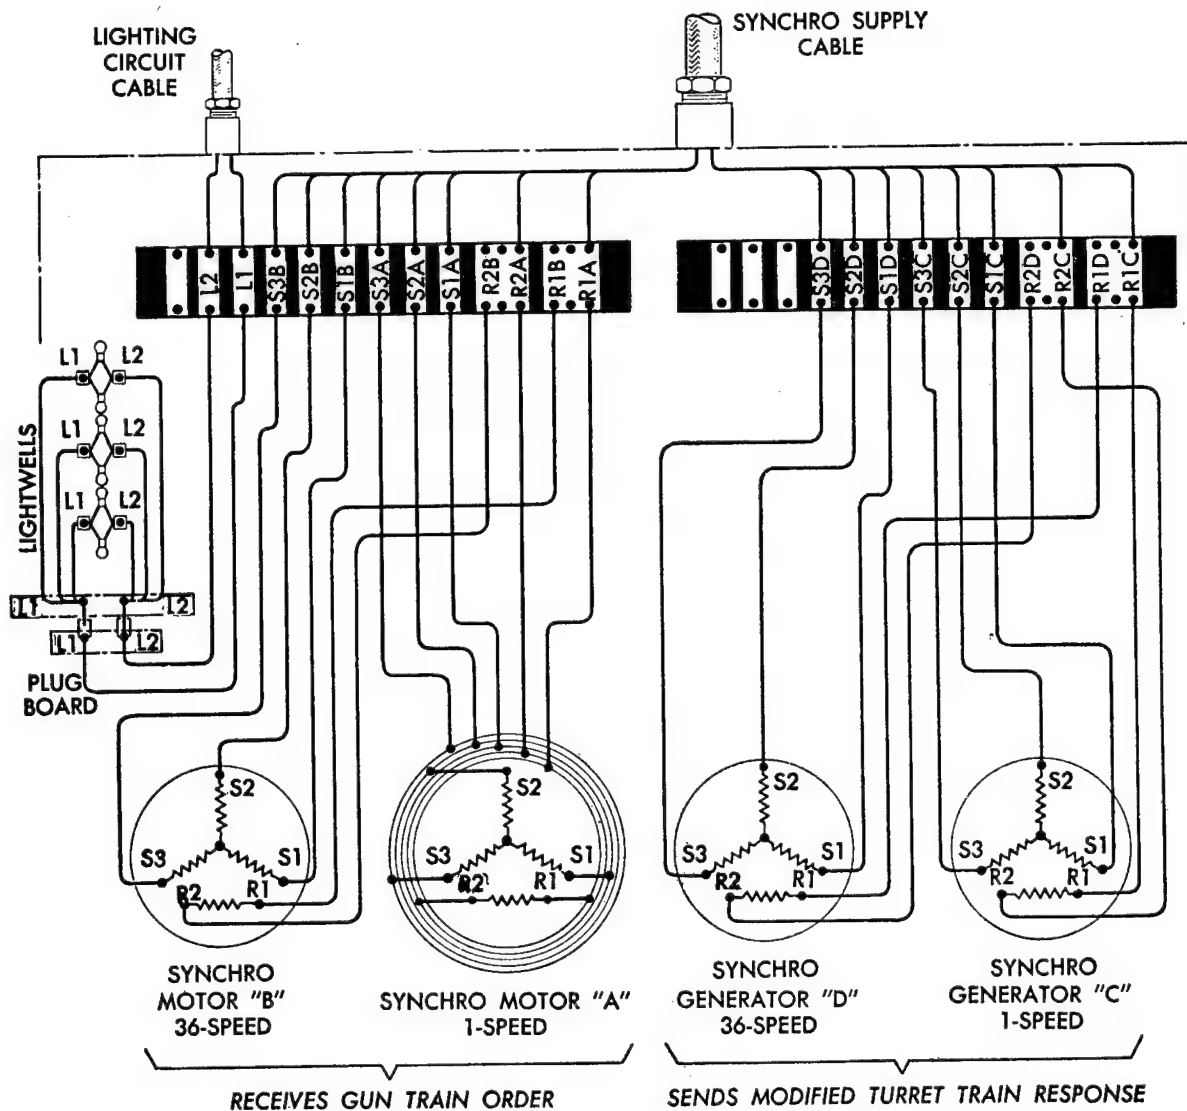 LIGHTING
CIRCUIT
CABLE
SYNCHRO SUPPLY
CABLE
L2
L1
S3B
S2B
S1B
S3A
S2A
S1A
R2B
R2A
R1B
R1A
S3D
S2D
S1D
S3C
S2C
S1C
R2D
R2C
R1D
R1C
L1 L2
L1 L2
L1 L2
LIGHTWELLS
L1 L2
L1 L2
PLUG
BOARD
S2
S3 S1
R2 R1
S2
S3 S1
R2 R1
S2
S3 S1
R2 R1
S2
S3 S1
R2 R1
SYNCHRO
MOTOR "B"
36-SPEED
SYNCHRO MOTOR "A"
1-SPEED
SYNCHRO
GENERATOR "D"
36-SPEED
SYNCHRO
GENERATOR "C"
1-SPEED
RECEIVES GUN TRAIN ORDER
SENDS MODIFIED TURRET TRAIN RESPONSE